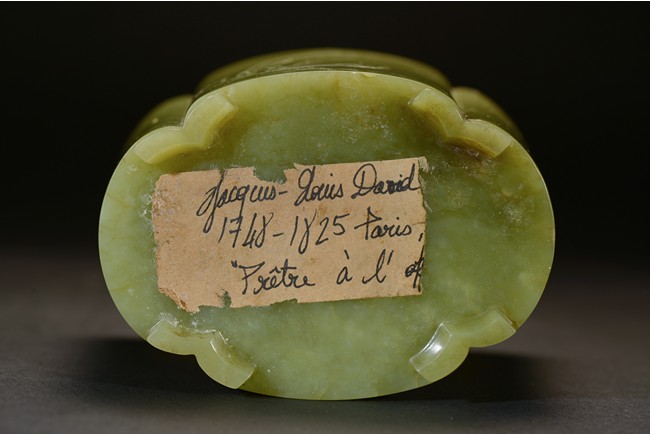 Jacques-Louis David
1748-1825 Paris,
"Prêtre à l'